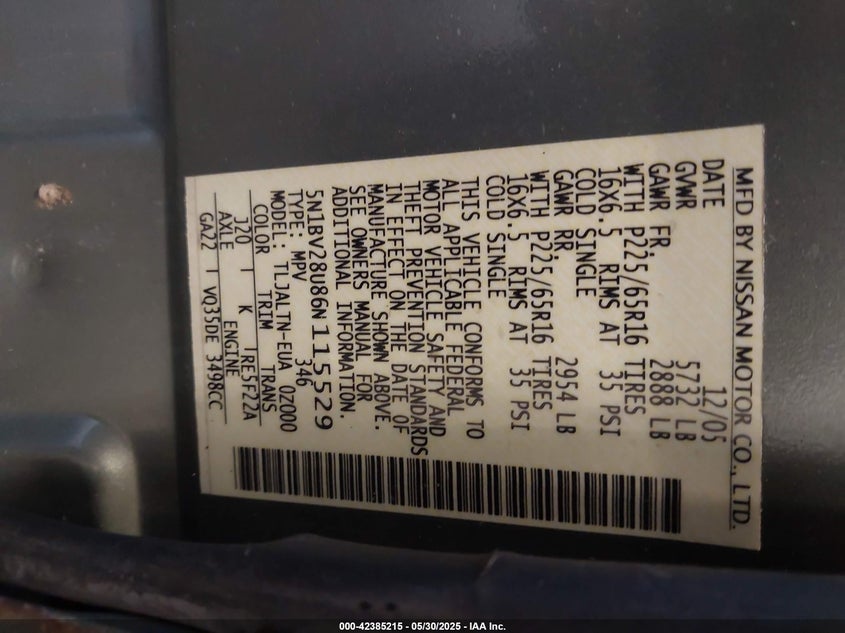 MFD BY NISSAN MOTOR CO., LTD.
DATE 12/05
GVWR 5732 LB
GAWR FR. 2888 LB
WITH P225/65R16 TIRES
16X6.5 RIMS AT 35 PSI
COLD SINGLE
GAWR RR. 2954 LB
WITH P225/65R16 TIRES
16X6.5 RIMS AT 35 PSI
COLD SINGLE
THIS VEHICLE CONFORMS TO
ALL APPLICABLE FEDERAL
MOTOR VEHICLE SAFETY AND
THEFT PREVENTION STANDARDS
IN EFFECT ON THE DATE OF
MANUFACTURE SHOWN ABOVE.
SEE OWNERS MANUAL FOR
ADDITIONAL INFORMATION.
5N1BV28U86N115529
TYPE: MPV 346
MODEL: TLJALTN-EUA 0Z000
COLOR TRIM TRANS
320 K RE5F22A
AXLE ENGINE
GA22 VQ35DE 3498CC
000-42385215 - 05/30/2025 - IAA Inc.